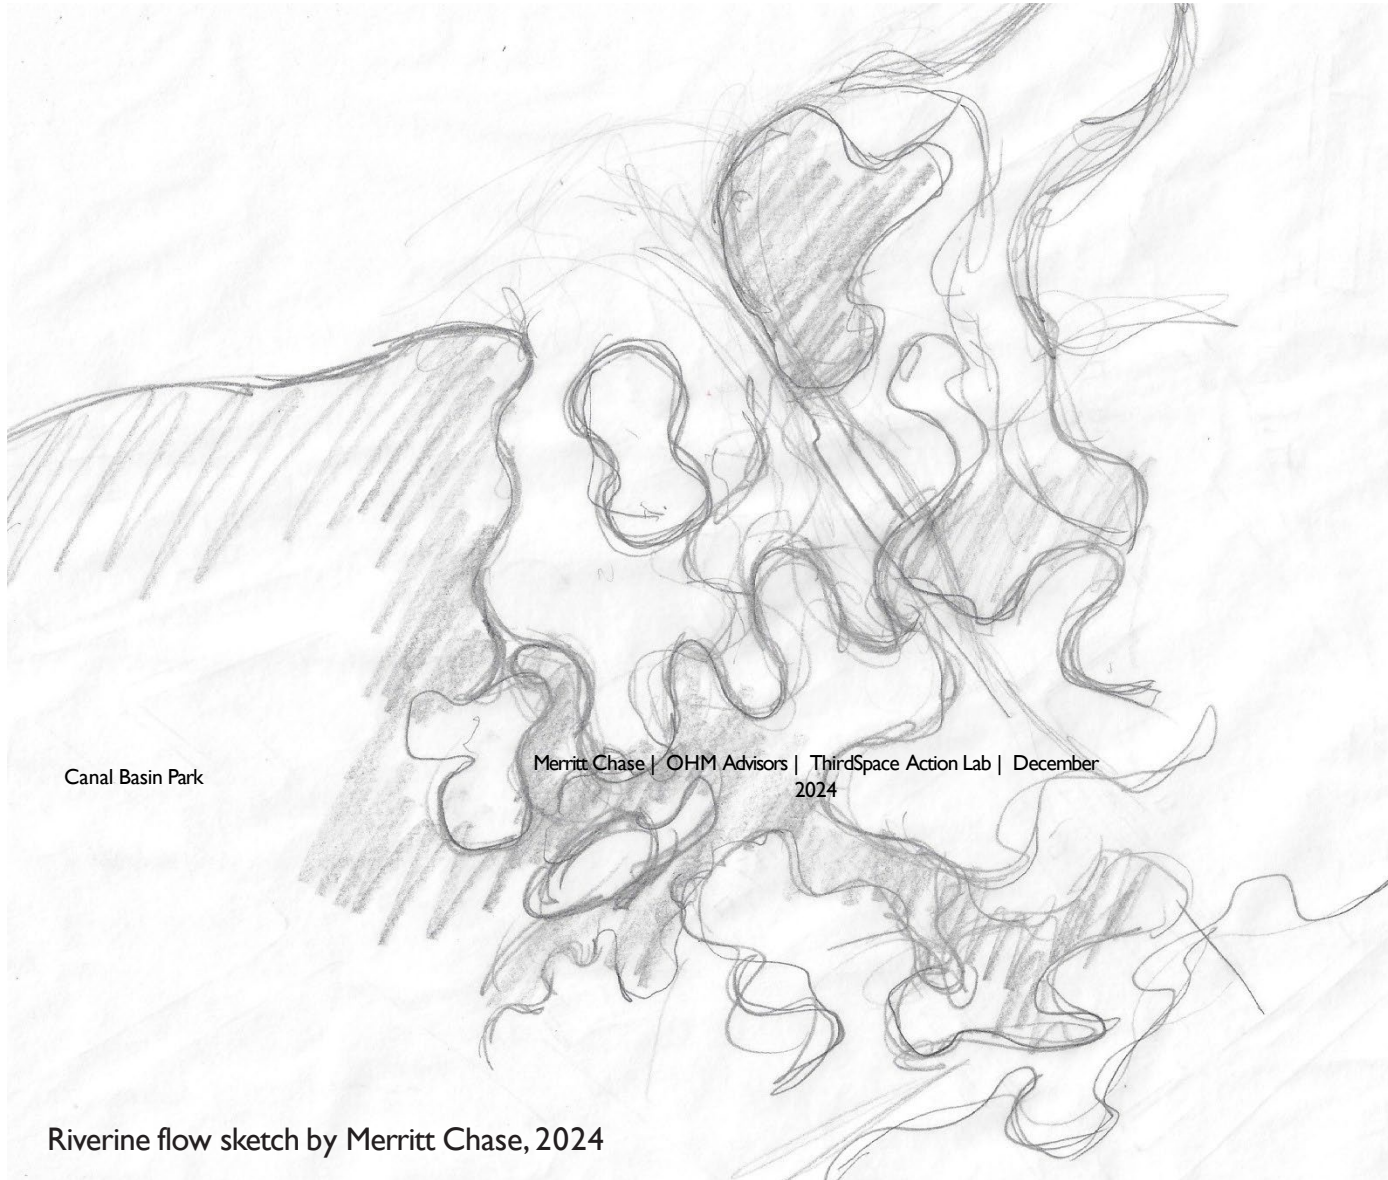 Merritt Chase | OHM Advisors | ThirdSpace Action Lab | December
2024
Canal Basin Park
Riverine flow sketch by Merritt Chase, 2024